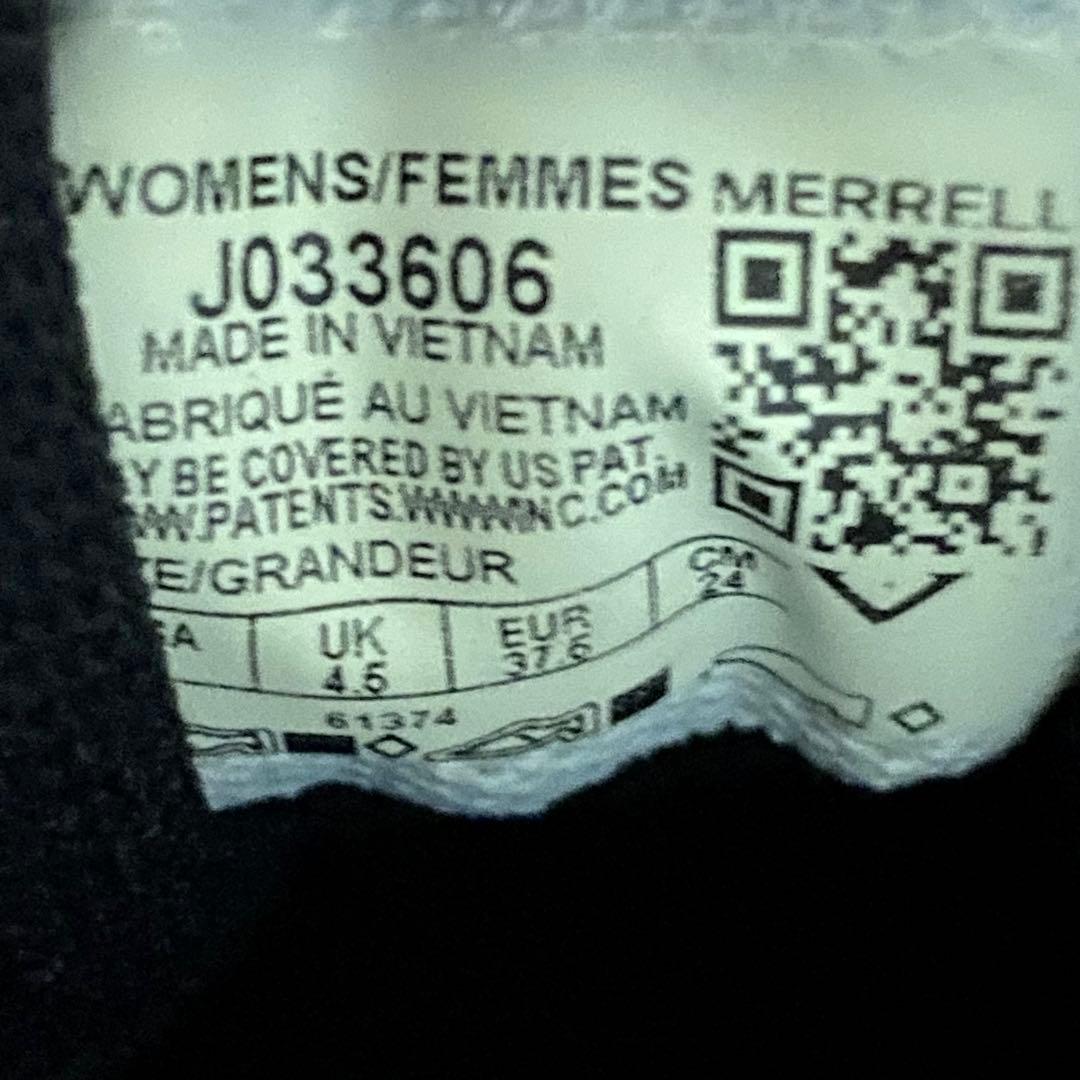 WOMENS/FEMMES MERRELL
J033606
MADE IN VIETNAM
ABRIQUÉ AU VIETNAM
Y BE COVERED BY US PAT.
WW.PATENTS.WWWINC.COM
E/GRANDEUR
A UK EUR CM
4.5 37.5 24
61374